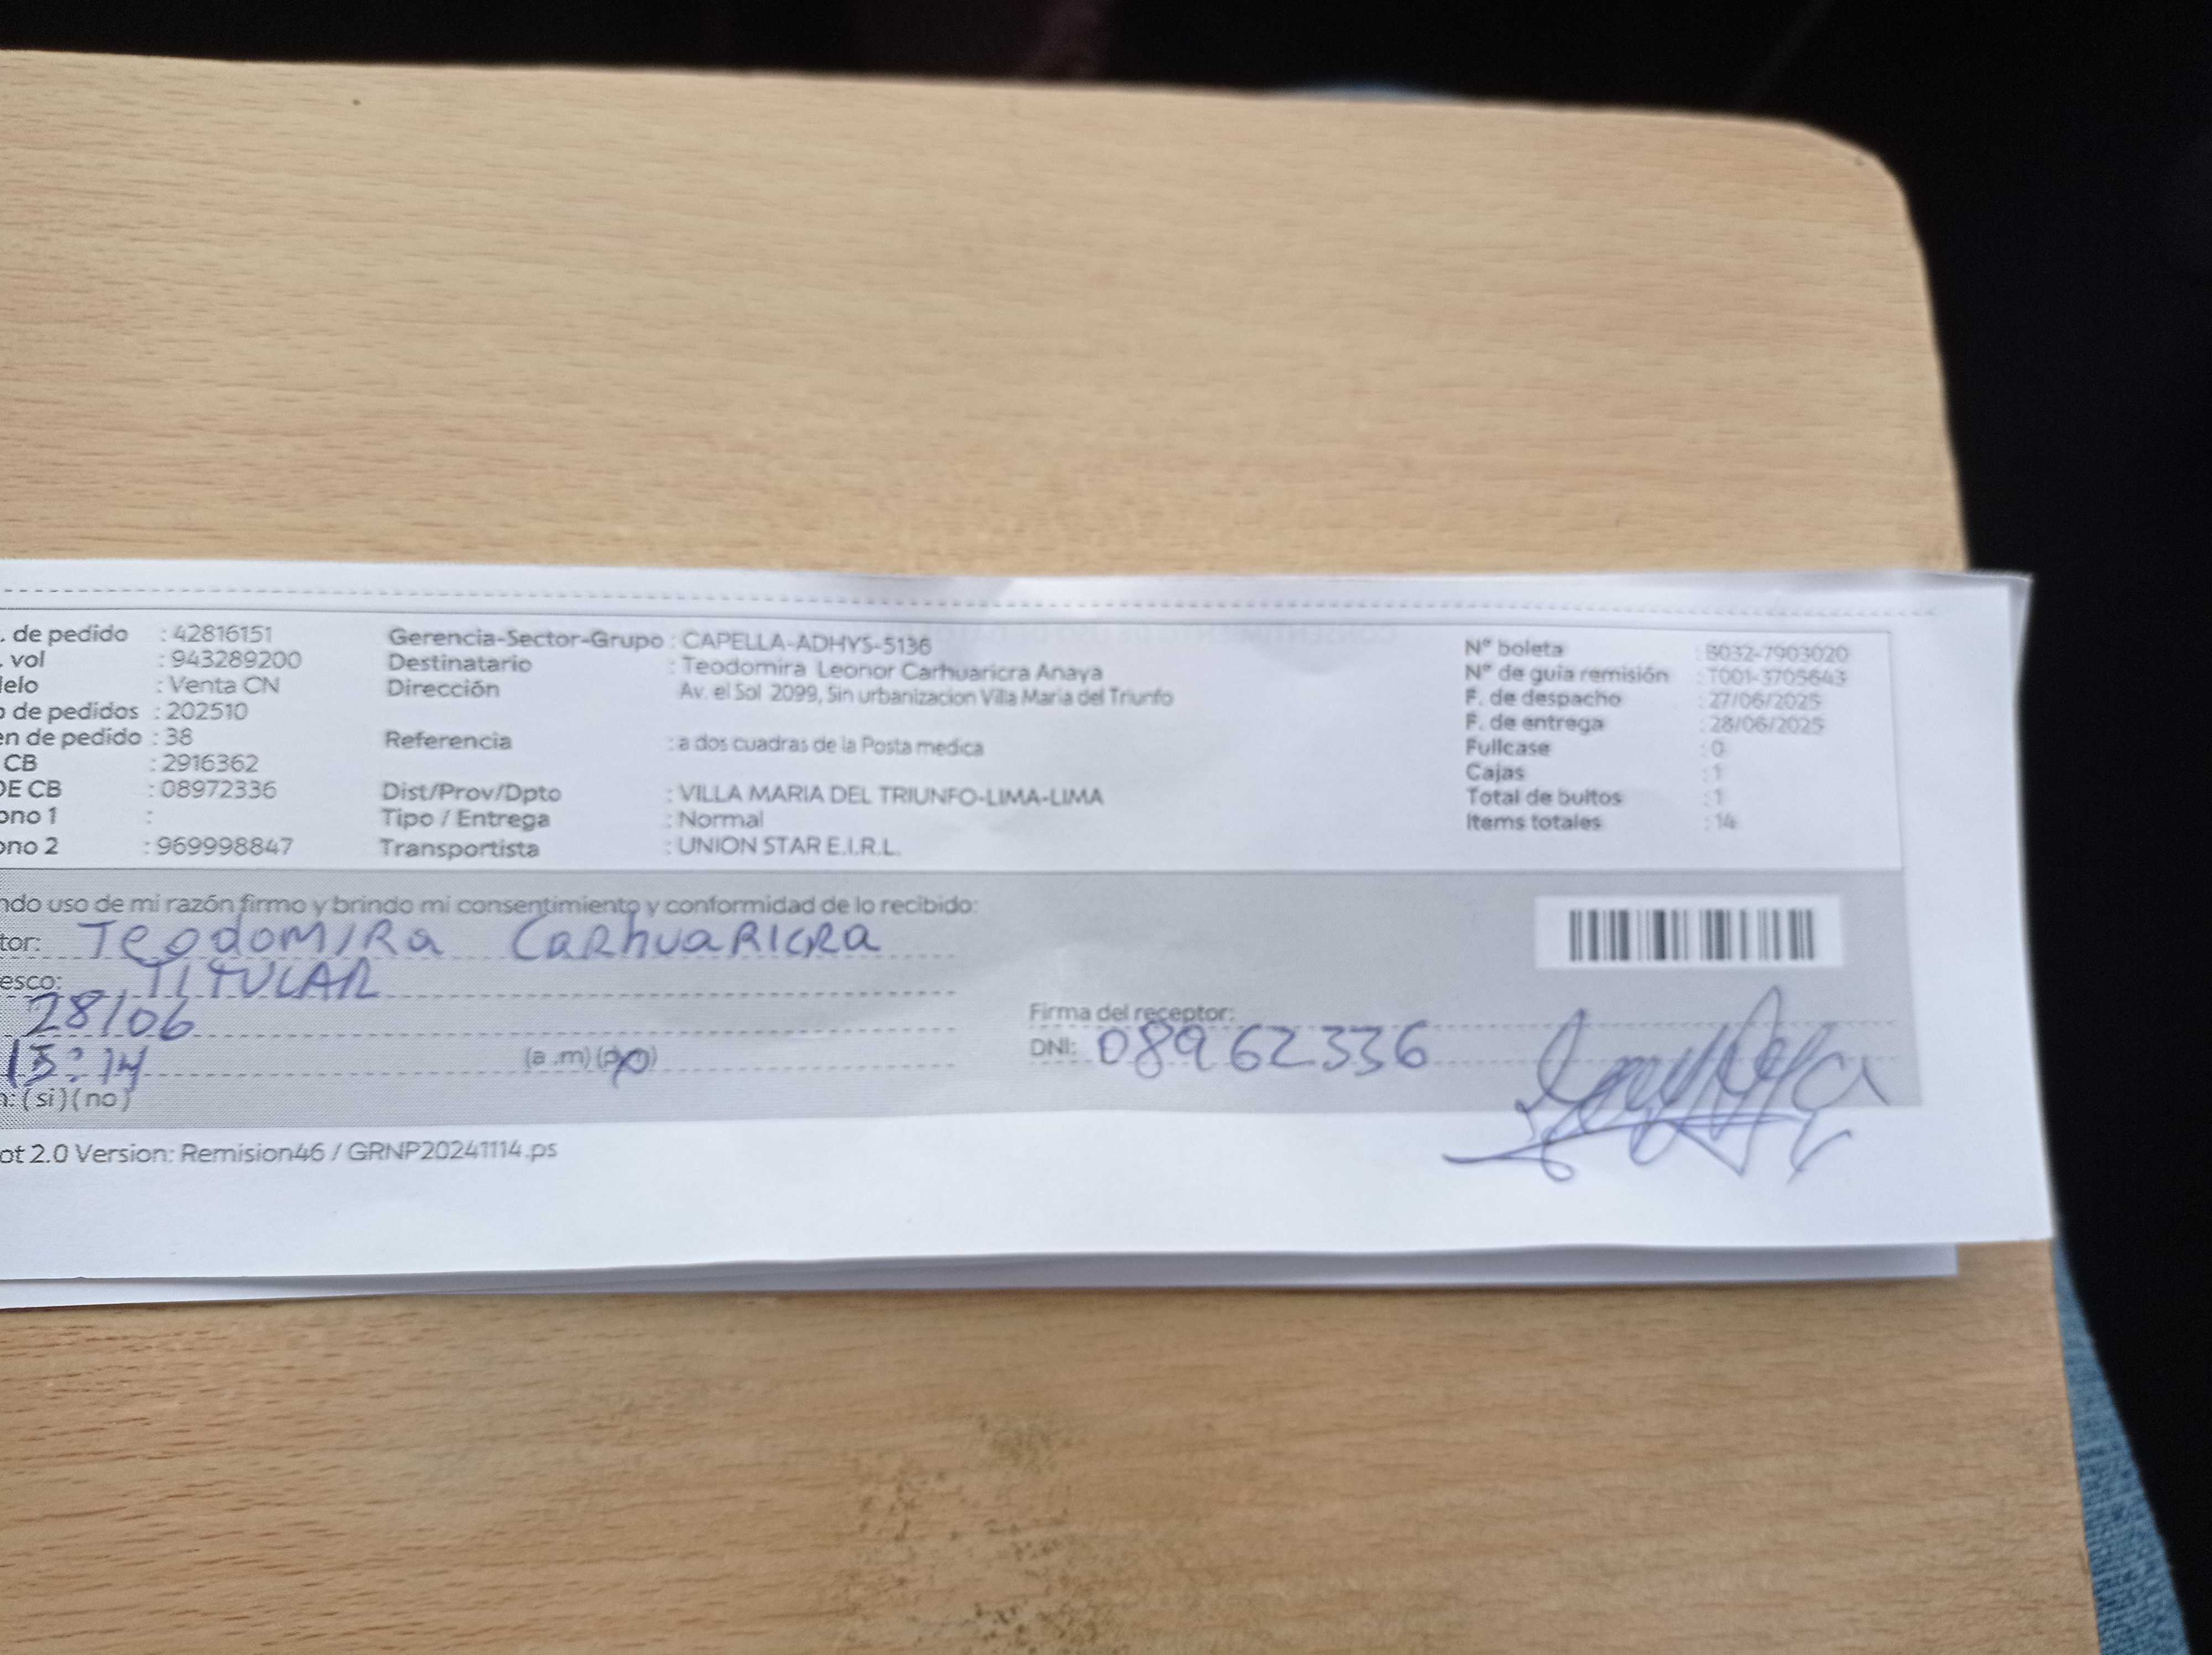 . de pedido : 42816151 Gerencia-Sector-Grupo : CAPELLA-ADHYS-5136 N° boleta : B032-7903020
. vol : 943289200 Destinatario : Teodomira Leonor Carhuaricra Anaya N° de guia remisión : T001-3705643
delo : Venta CN Dirección Av. el Sol 2099, Sin urbanizacion Villa Maria del Triunfo F. de despacho : 27/06/2025
o de pedidos : 202510 F. de entrega : 28/06/2025
en de pedido : 38 Referencia : a dos cuadras de la Posta medica Fullcase : 0
CB : 2916362 Cajas : 1
DE CB : 08972336 Dist/Prov/Dpto : VILLA MARIA DEL TRIUNFO-LIMA-LIMA Total de bultos : 1
ono 1 : Tipo / Entrega : Normal Items totales : 14
ono 2 : 969998847 Transportista : UNION STAR E.I.R.L.
ndo uso de mi razón firmo y brindo mi consentimiento y conformidad de lo recibido:
tor: Teodomira Carhuaricra
esco: TITULAR
28/06 Firma del receptor:
15:14 (a .m) (p.m) DNI: 08962336
n: (si) (no)
ot 2.0 Version: Remision46 / GRNP20241114.ps